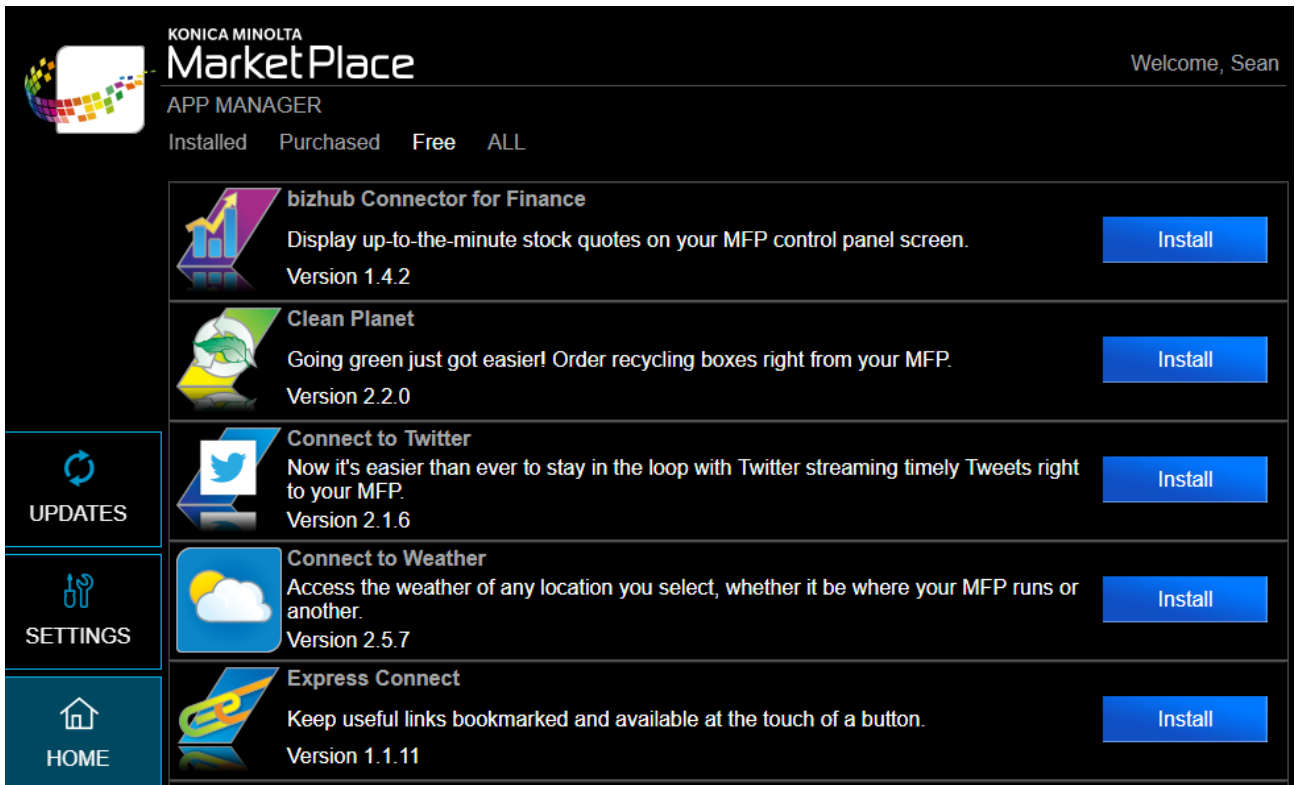 KONICA MINOLTA
MarketPlace
Welcome, Sean
APP MANAGER
Installed Purchased Free ALL
bizhub Connector for Finance
Display up-to-the-minute stock quotes on your MFP control panel screen.
Version 1.4.2
Install
Clean Planet
Going green just got easier! Order recycling boxes right from your MFP.
Version 2.2.0
Install
Connect to Twitter
Now it's easier than ever to stay in the loop with Twitter streaming timely Tweets right
to your MFP.
Version 2.1.6
Install
Connect to Weather
Access the weather of any location you select, whether it be where your MFP runs or
another.
Version 2.5.7
Install
Express Connect
Keep useful links bookmarked and available at the touch of a button.
Version 1.1.11
Install
UPDATES
SETTINGS
HOME